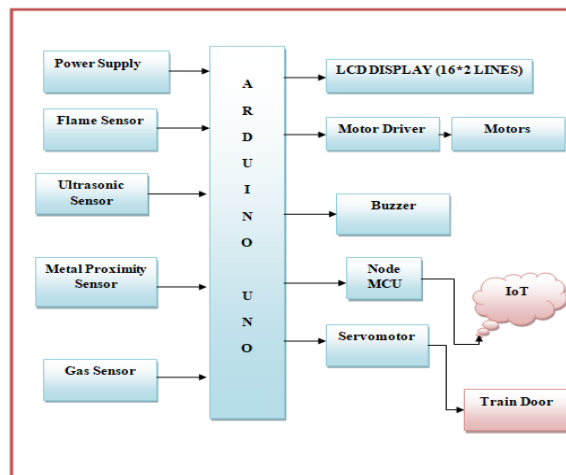 Power Supply
Flame Sensor
Ultrasonic
Sensor
Metal Proximity
Sensor
Gas Sensor
A
R
D
U
I
N
O
U
N
O
LCD DISPLAY (16*2 LINES)
Motor Driver
Motors
Buzzer
Node
MCU
IoT
Servomotor
Train Door